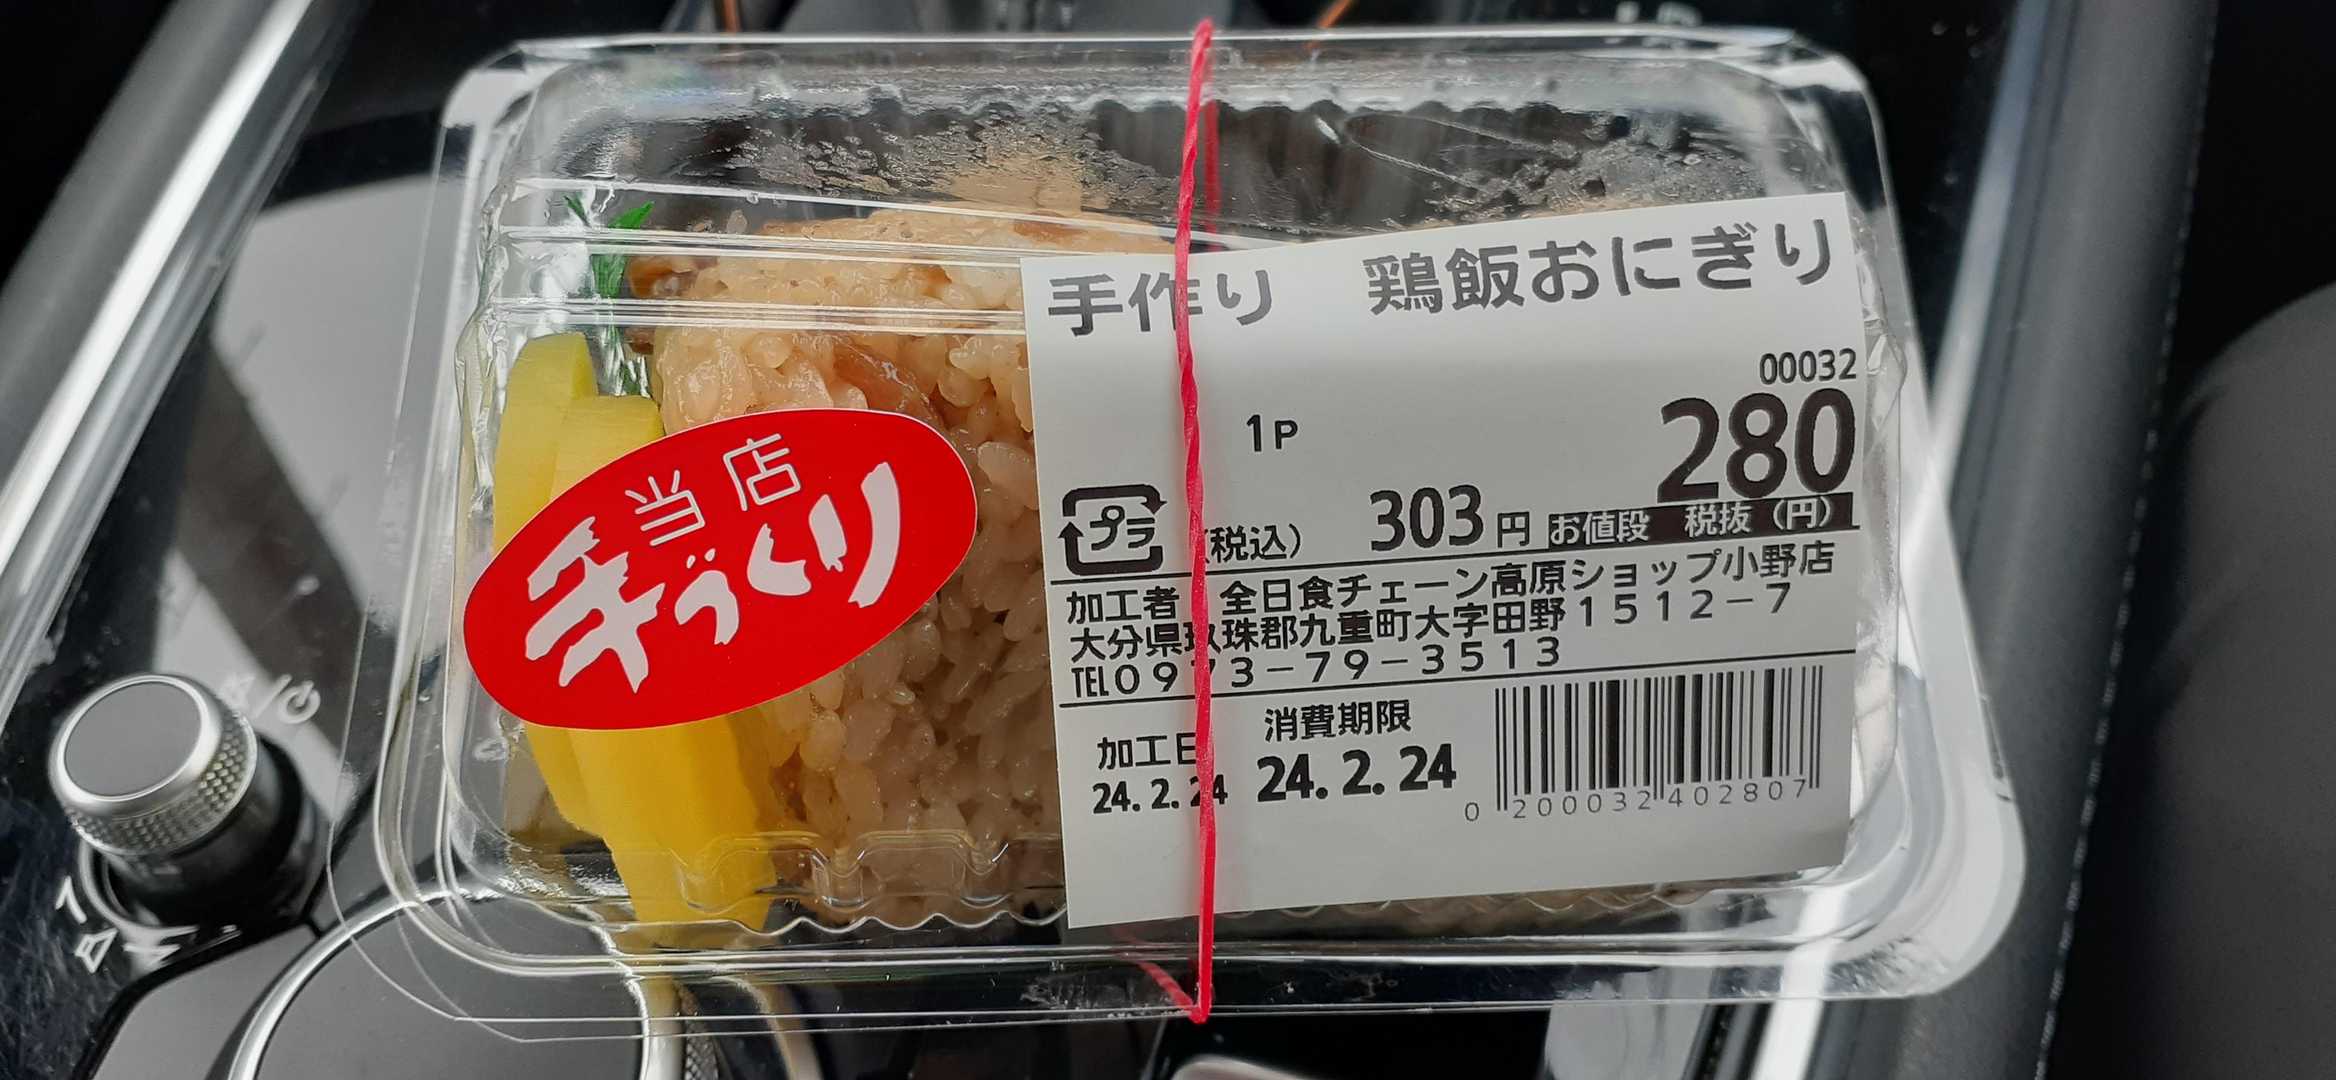 手作り　鶏飯おにぎり
00032
1P
280
プラ
(税込) 303円
お値段　税抜(円)
加工者　全日食チェーン高原ショップ小野店
大分県玖珠郡九重町大字田野1512-7
TEL0973-79-3513
加工日
24.2.24
消費期限
24.2.24
0 200032 402807
当店
手づくり